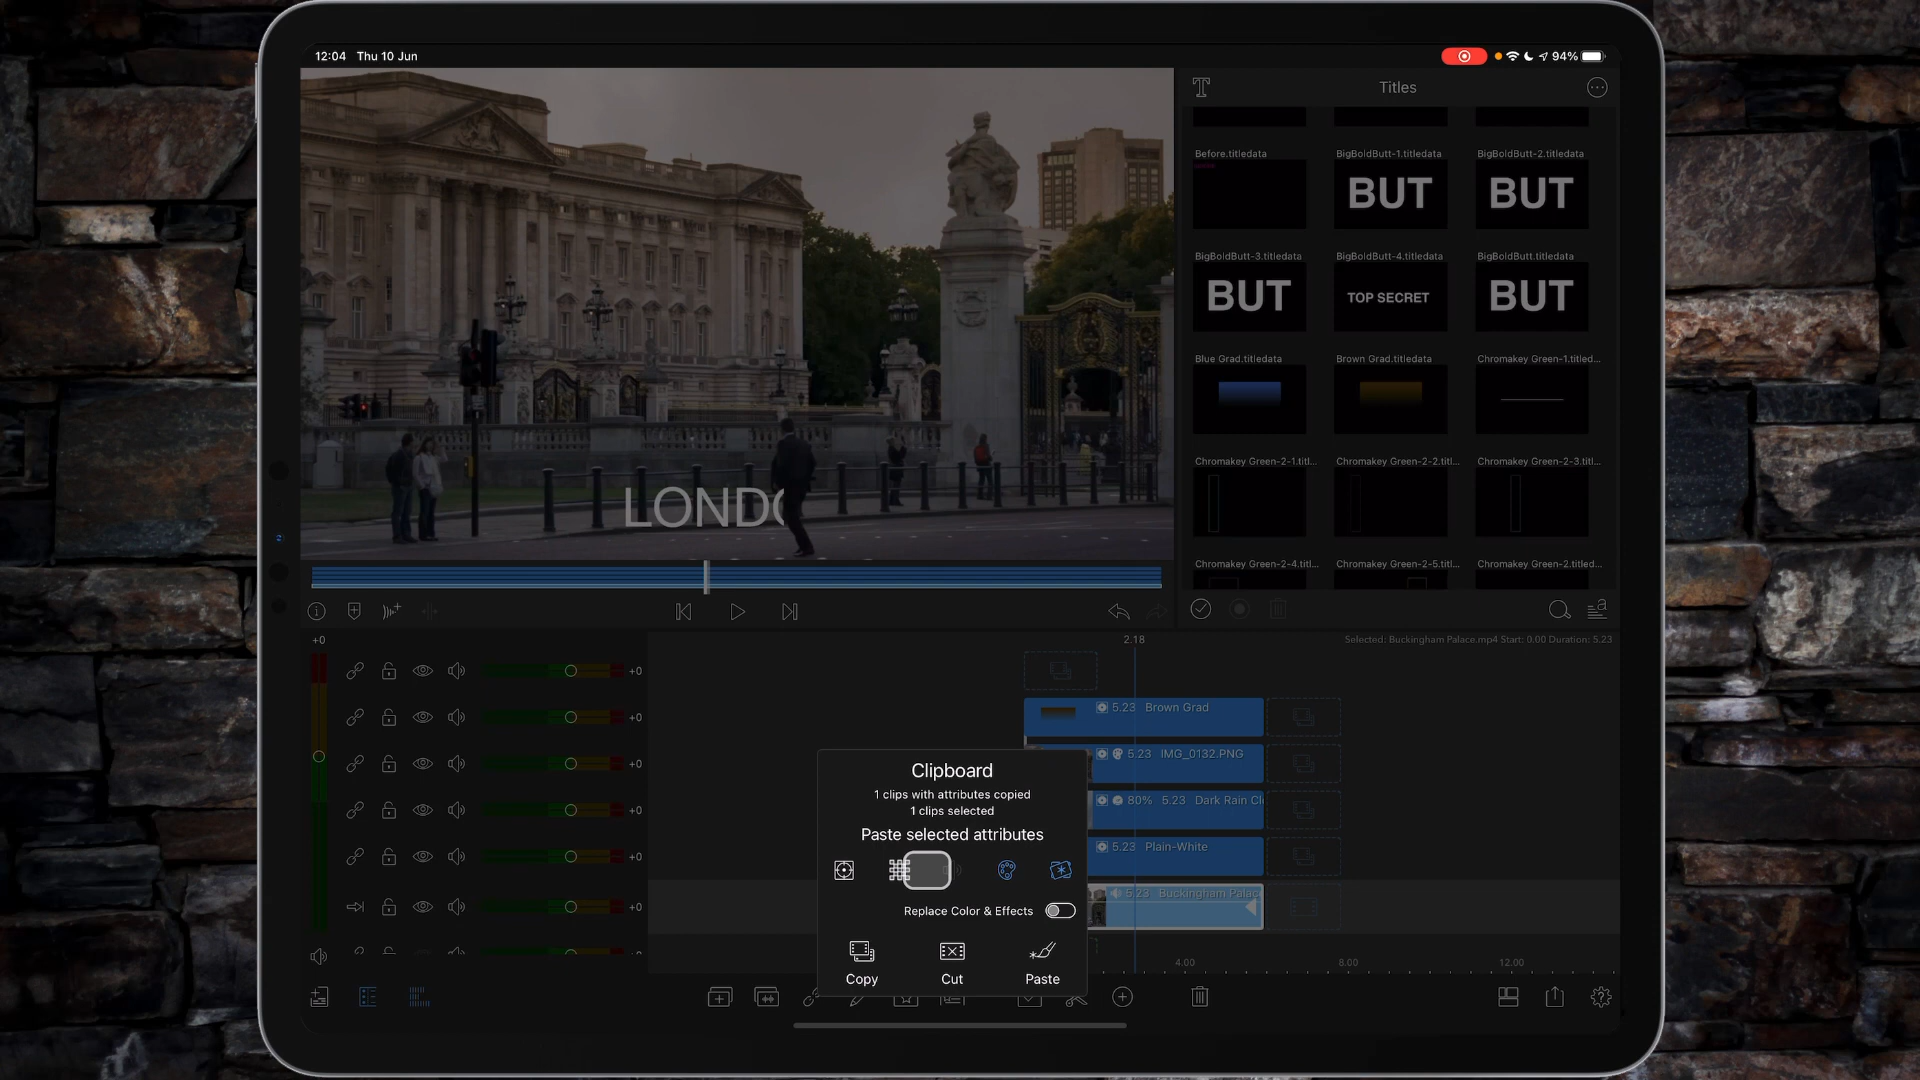 12:04 Thu 10 Jun
94%
Titles
Before.titledata
BigBoldButt-1.titledata
BigBoldButt-2.titledata
BUT
BUT
BigBoldButt-3.titledata
BigBoldButt-4.titledata
BigBoldButt.titledata
BUT
TOP SECRET
BUT
Blue Grad.titledata
Brown Grad.titledata
Chromakey Green-1.titled...
Chromakey Green-2-1.titl...
Chromakey Green-2-2.titl...
Chromakey Green-2-3.titl...
Chromakey Green-2-4.titl...
Chromakey Green-2-5.titl...
Chromakey Green-2.titled...
LONDO
+0
2.18
Selected: Buckingham Palace.mp4 Start: 0.00 Duration: 5.23
+0
+0
5.23 Brown Grad
+0
5.23 IMG_0132.PNG
+0
80% 5.23 Dark Rain Cl
+0
5.23 Plain-White
+0
5.23 Buckingham Palac
Clipboard
1 clips with attributes copied
1 clips selected
Paste selected attributes
Replace Color & Effects
Copy
Cut
Paste
4.00
8.00
12.00